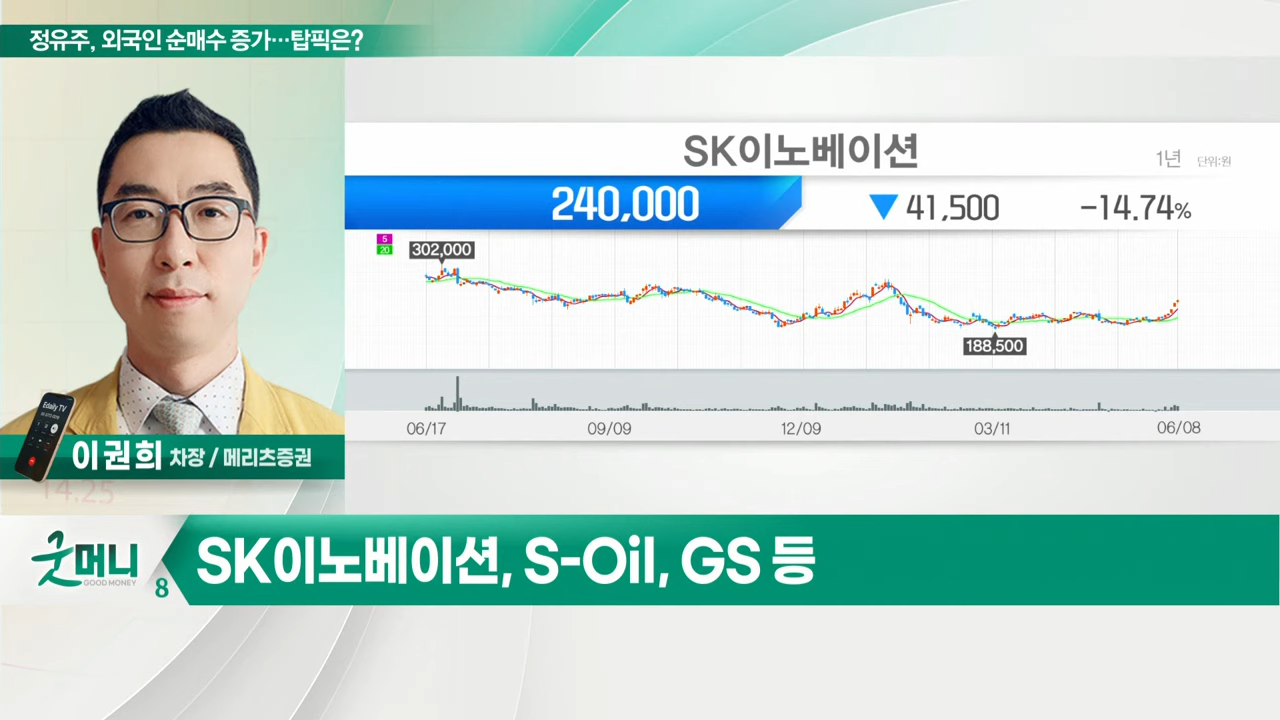 정유주, 외국인 순매수 증가…탑픽은?
SK이노베이션
1년 단위:원
240,000 ▼ 41,500 -14.74%
5
20
302,000
188,500
06/17 09/09 12/09 03/11 06/08
Edaily TV
이권희 차장 / 메리츠증권
14.25
굿머니
GOOD MONEY
8
SK이노베이션, S-Oil, GS 등